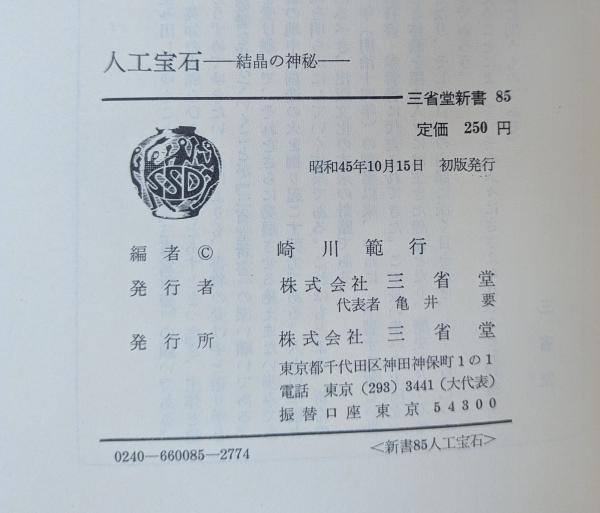 人工宝石——結晶の神秘——
三省堂新書 85
定価 250 円
SSD
昭和45年10月15日 初版発行
編者© 崎川範行
発行者 株式会社 三省堂
代表者 亀井 要
発行所 株式会社 三省堂
東京都千代田区神田神保町1の1
電話 東京 (293) 3441 (大代表)
振替口座 東京 54300
0240—660085—2774
<新書85人工宝石>